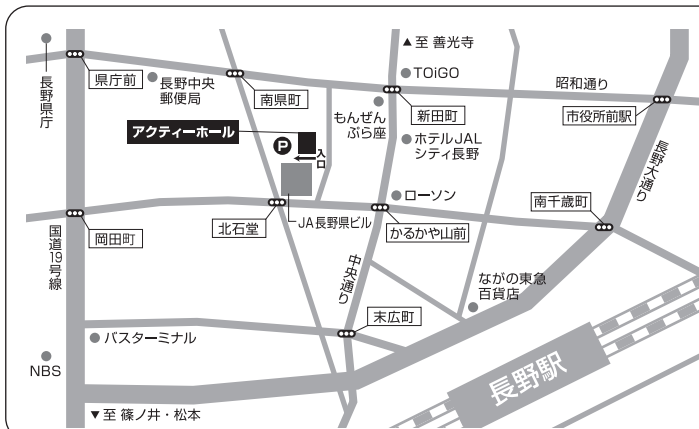 ▲至 善光寺
TOiGO
昭和通り
長野県庁
県庁前
長野中央
郵便局
南県町
もんぜん
ぷら座
新田町
市役所前駅
アクティーホール
P
入口
ホテルJAL
シティ長野
長野大通り
ローソン
南千歳町
岡田町
北石堂
JA長野県ビル
かるかや山前
国道19号線
中央通り
ながの東急
百貨店
末広町
バスターミナル
長野駅
NBS
▼至 篠ノ井・松本